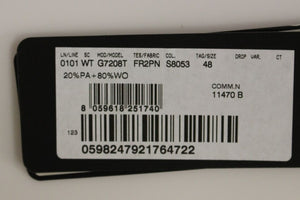 LN/LINE SC MOD/MODEL TES/FABRIC COL. TAG/SIZE DROP VAR. CT
0101 WT G7208T FR2PN S8053 48
20%PA+80%WO
COMM.N
11470 B
8 059618 251740
123
0598247921764722